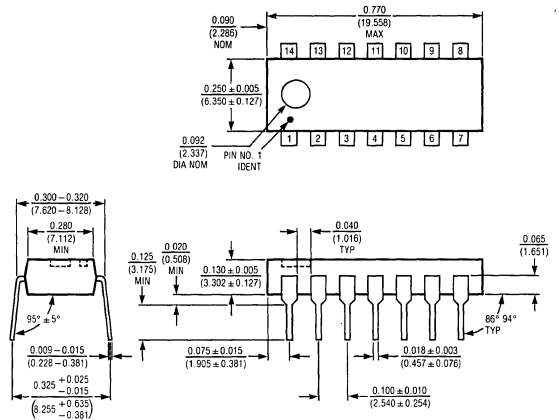 0.770
(19.558)
MAX
0.090
(2.286)
NOM
14 13 12 11 10 9 8
0.250 ± 0.005
(6.350 ± 0.127)
0.092
(2.337)
DIA NOM
PIN NO. 1
IDENT
1 2 3 4 5 6 7
0.300 – 0.320
(7.620 – 8.128)
0.280
(7.112)
MIN
0.125
(3.175)
MIN
0.020
(0.508)
MIN
0.130 ± 0.005
(3.302 ± 0.127)
0.040
(1.016)
TYP
0.065
(1.651)
95° ± 5°
86° 94°
TYP
0.009 – 0.015
(0.228 – 0.381)
0.325 + 0.025
– 0.015
(8.255 + 0.635)
– 0.381)
0.075 ± 0.015
(1.905 ± 0.381)
0.018 ± 0.003
(0.457 ± 0.076)
0.100 ± 0.010
(2.540 ± 0.254)